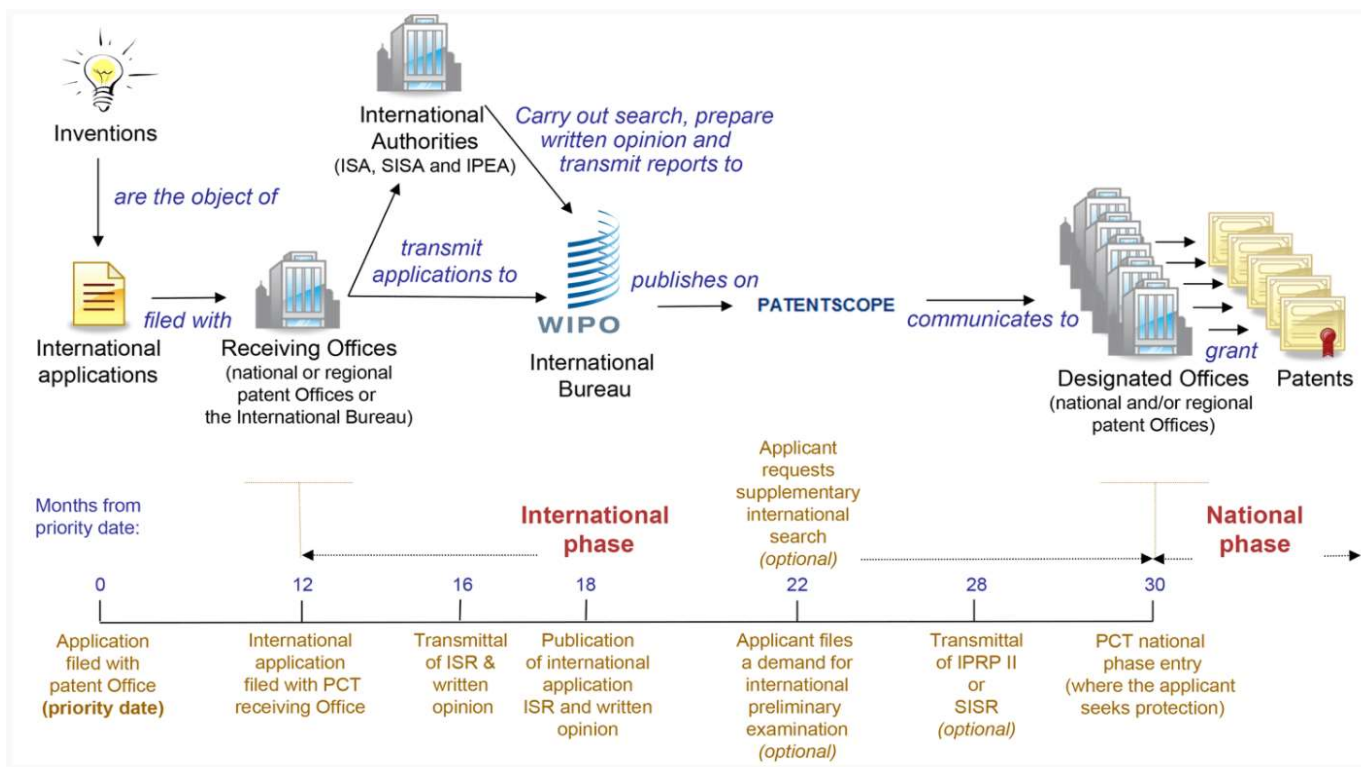 Inventions
are the object of
International
applications
filed with
Receiving Offices
(national or regional
patent Offices or
the International Bureau)
International
Authorities
(ISA, SISA and IPEA)
transmit
applications to
Carry out search, prepare
written opinion and
transmit reports to
WIPO
International
Bureau
publishes on
PATENTSCOPE
communicates to
Designated Offices
(national and/or regional
patent Offices)
grant
Patents
Months from
priority date:
International
phase
Applicant
requests
supplementary
international
search
(optional)
National
phase
0
12
16
18
22
28
30
Application
filed with
patent Office
(priority date)
International
application
filed with PCT
receiving Office
Transmittal
of ISR &
written
opinion
Publication
of international
application
ISR and written
opinion
Applicant files
a demand for
international
preliminary
examination
(optional)
Transmittal
of IPRP II
or
SISR
(optional)
PCT national
phase entry
(where the applicant
seeks protection)